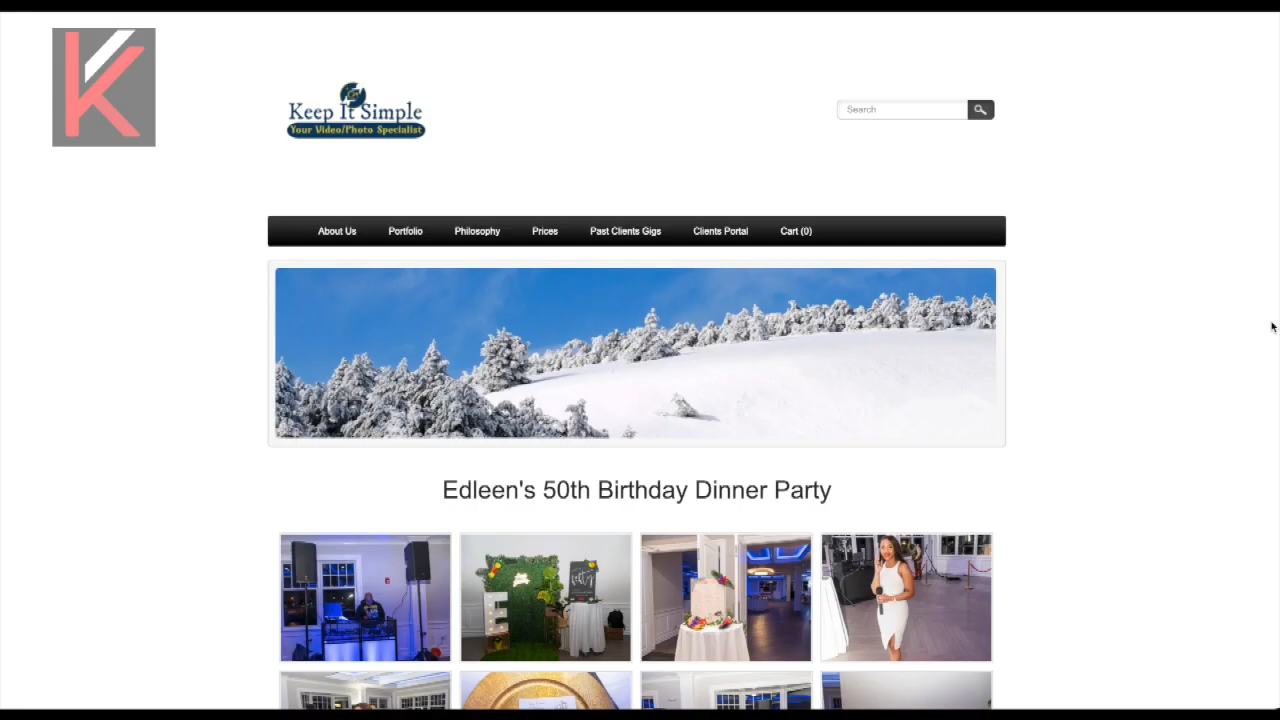 K
Keep It Simple
Your Video/Photo Specialist
Search
About Us Portfolio Philosophy Prices Past Clients Gigs Clients Portal Cart (0)
Edleen's 50th Birthday Dinner Party
E